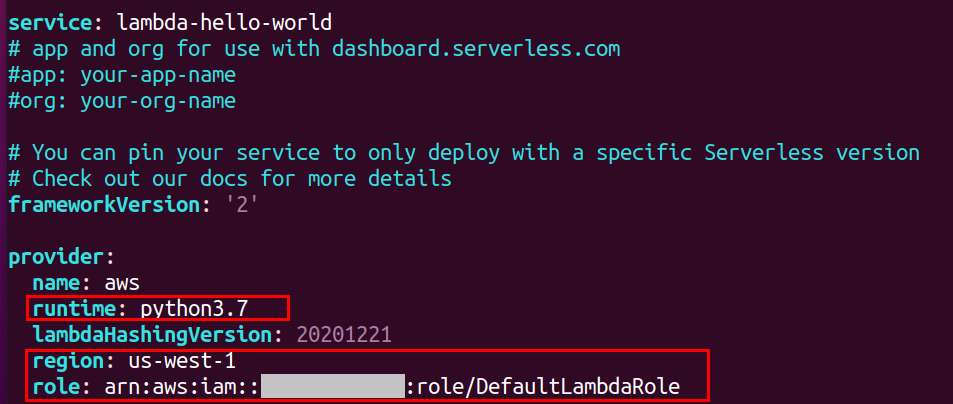 service: lambda-hello-world
# app and org for use with dashboard.serverless.com
#app: your-app-name
#org: your-org-name
# You can pin your service to only deploy with a specific Serverless version
# Check out our docs for more details
frameworkVersion: '2'
provider:
name: aws
runtime: python3.7
lambdaHashingVersion: 20201221
region: us-west-1
role: arn:aws:iam:: :role/DefaultLambdaRole